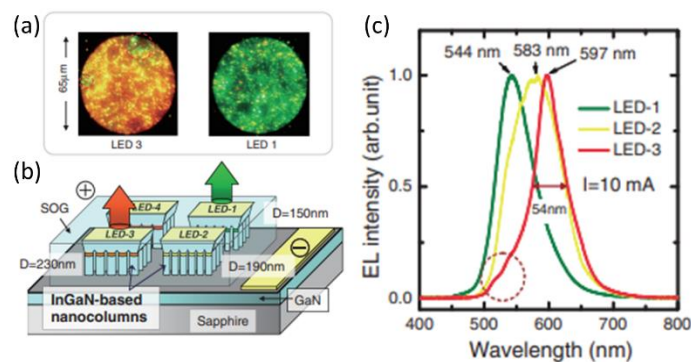 (a)
65μm
LED 3
LED 1
(b)
SOG
LED-4
LED-1
D=150nm
LED-3
LED-2
D=230nm
D=190nm
InGaN-based
nanocolumns
GaN
Sapphire
(c)
544 nm
583 nm
597 nm
EL intensity (arb.unit)
1.0
0.5
0.0
LED-1
LED-2
LED-3
I=10 mA
54nm
400 500 600 700 800
Wavelength (nm)